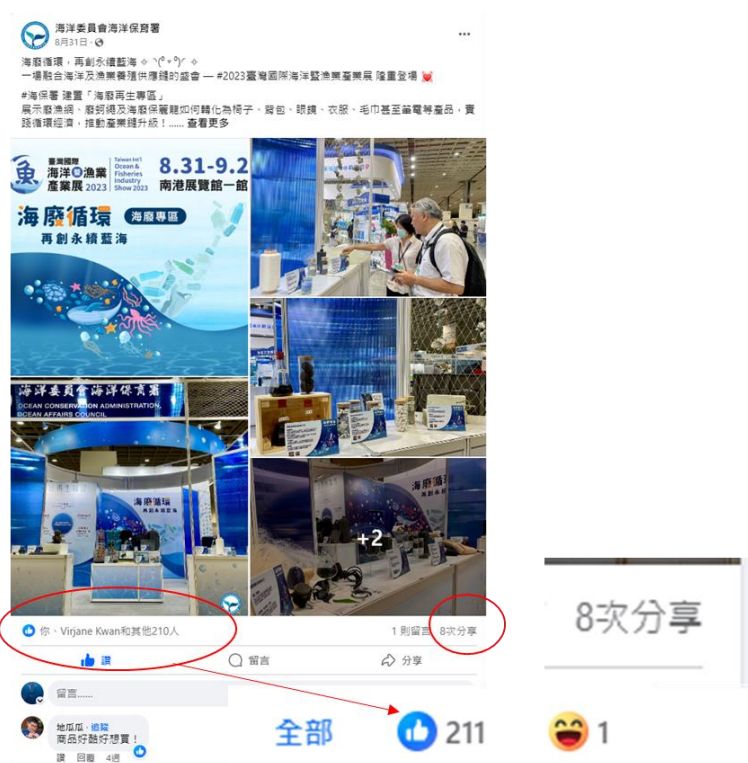 海洋委員會海洋保育署
8月31日
海廢循環，再創永續藍海
一場融合海洋及漁業養殖供應鏈的盛會 — #2023臺灣國際海洋暨漁業產業展 隆重登場
#海保署 建置「海廢再生專區」
展示廢漁網、廢蚵繩及海廢保麗龍如何轉化為椅子、背包、眼鏡、衣服、毛巾甚至筆電等產品，實
踐循環經濟，推動產業鏈升級！...... 查看更多
魚
臺灣國際
海洋暨漁業
產業展 2023
Taiwan Int'l
Ocean &
Fisheries
Industry
Show 2023
8.31-9.2
南港展覽館一館
海廢循環
海廢專區
再創永續藍海
海洋委員會海洋保育署
OCEAN CONSERVATION ADMINISTRATION,
OCEAN AFFAIRS COUNCIL
海廢循環
再創永續藍海
海廢循環
再創永續藍海
+2
你、Virjane Kwan和其他210人
1 則留言
8次分享
讚
留言
分享
留言......
地瓜瓜 · 追蹤
商品好酷好想買！
讚 回覆 4週
全部
211
1
8次分享